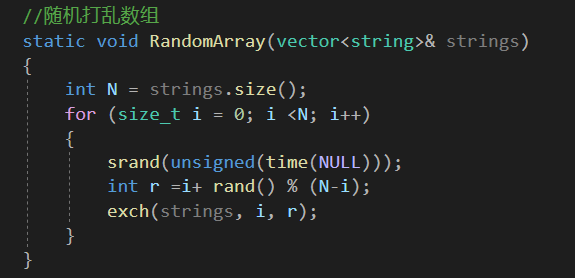 //随机打乱数组
static void RandomArray(vector<string>& strings)
{
int N = strings.size();
for (size_t i = 0; i <N; i++)
{
srand(unsigned(time(NULL)));
int r =i+ rand() % (N-i);
exch(strings, i, r);
}
}